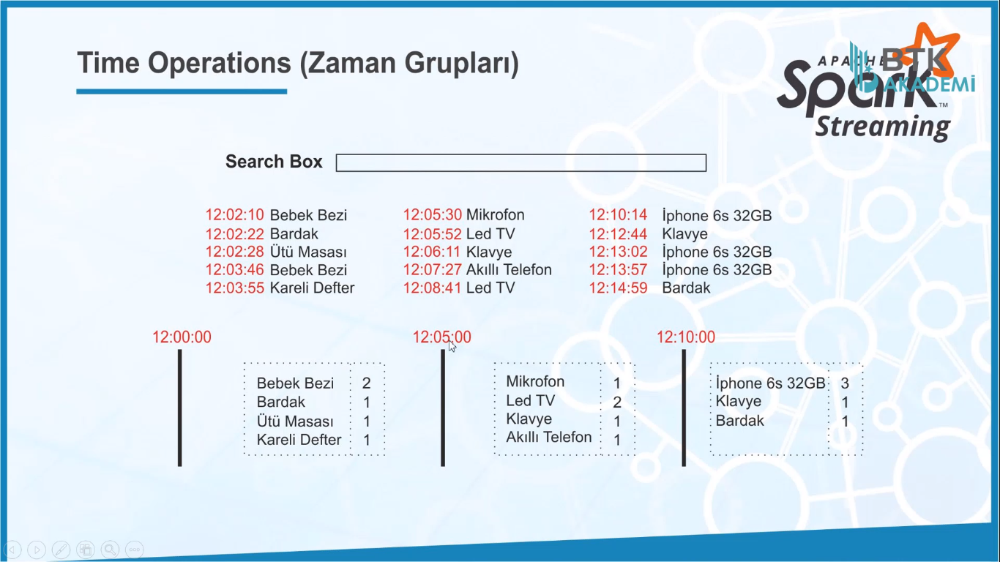 Time Operations (Zaman Grupları)
APACHE
Spark
TM
Streaming
BTK
AKADEMİ
Search Box
12:02:10 Bebek Bezi
12:02:22 Bardak
12:02:28 Ütü Masası
12:03:46 Bebek Bezi
12:03:55 Kareli Defter
12:05:30 Mikrofon
12:05:52 Led TV
12:06:11 Klavye
12:07:27 Akıllı Telefon
12:08:41 Led TV
12:10:14 İphone 6s 32GB
12:12:44 Klavye
12:13:02 İphone 6s 32GB
12:13:57 İphone 6s 32GB
12:14:59 Bardak
12:00:00
12:05:00
12:10:00
Bebek Bezi 2
Bardak 1
Ütü Masası 1
Kareli Defter 1
Mikrofon 1
Led TV 2
Klavye 1
Akıllı Telefon 1
İphone 6s 32GB 3
Klavye 1
Bardak 1